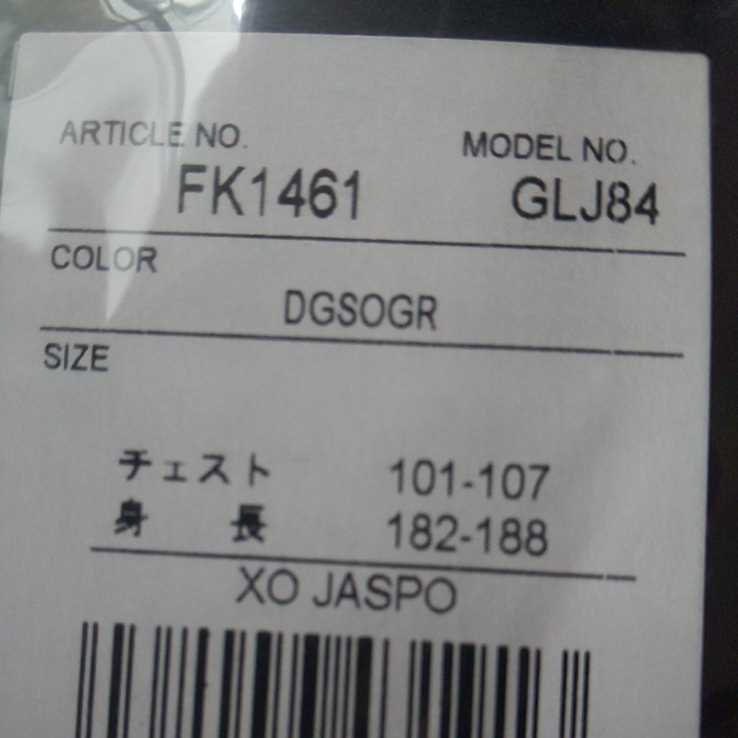 ARTICLE NO. MODEL NO.
FK1461 GLJ84
COLOR
DGSOGR
SIZE
チェスト 101-107
身 長 182-188
XO JASPO